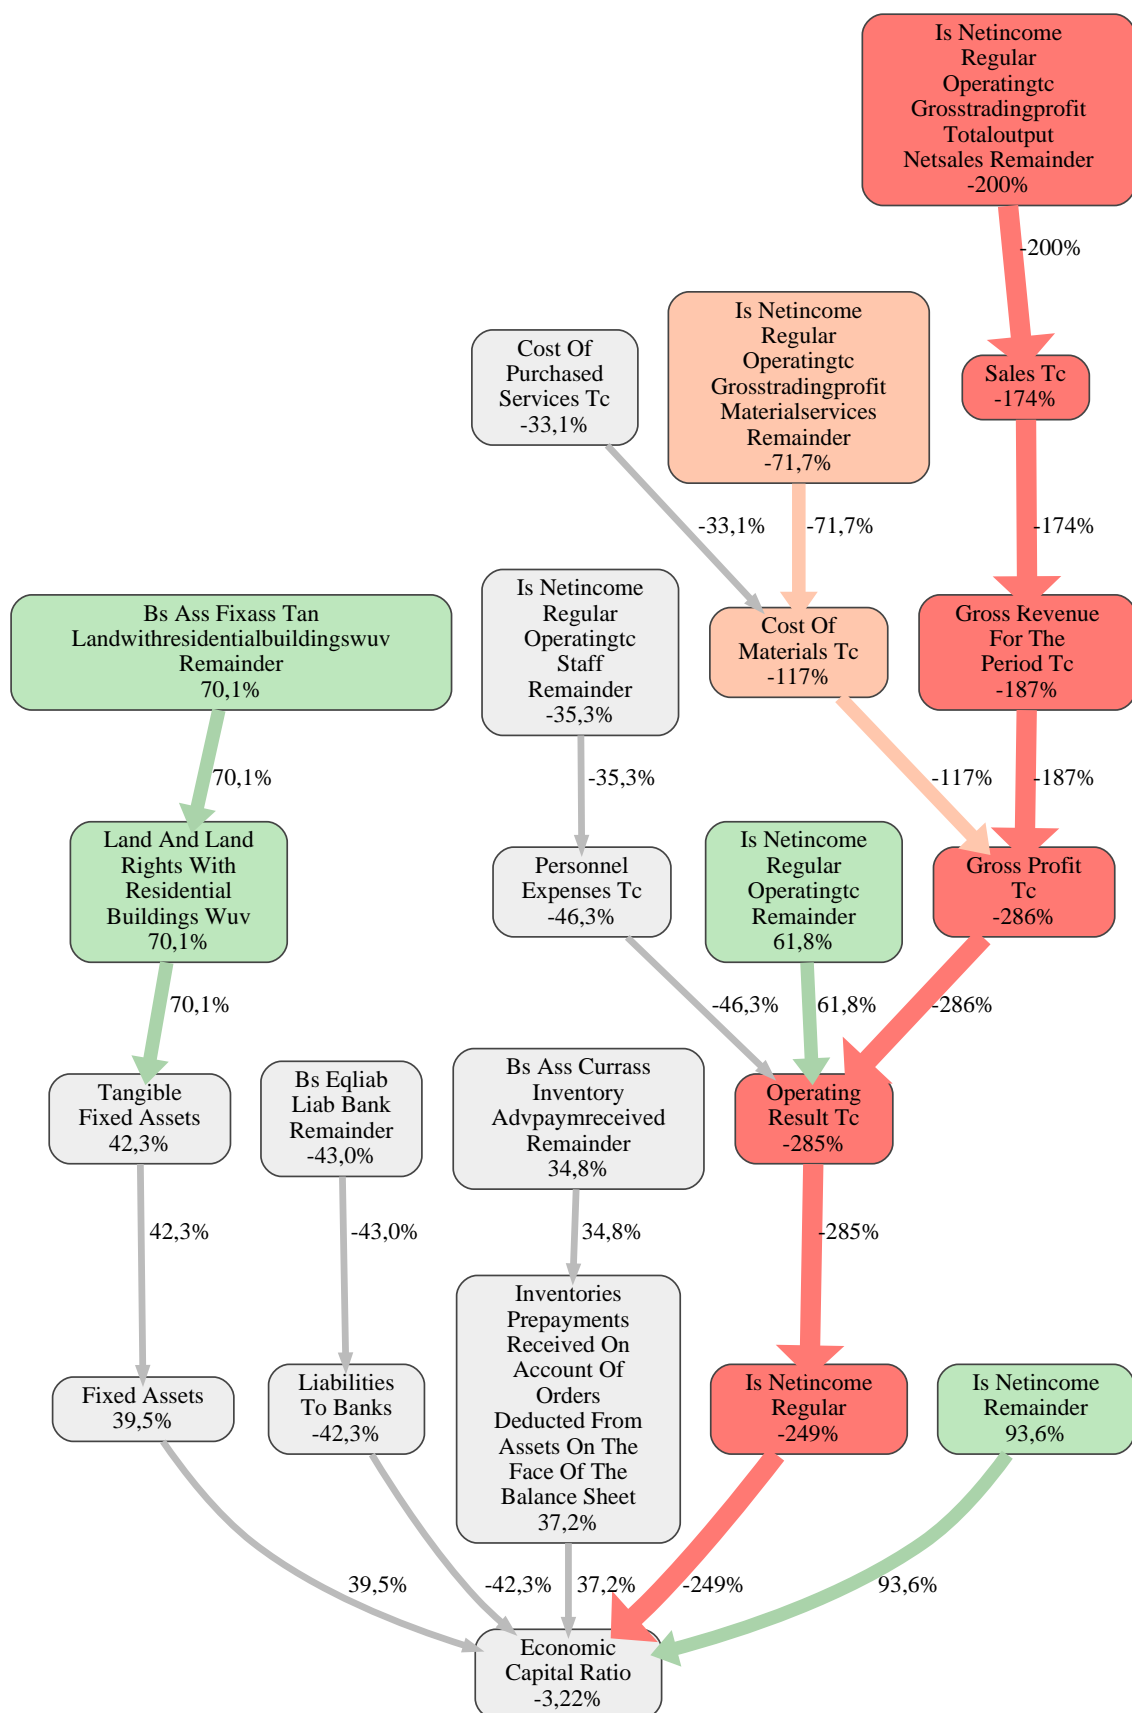 Is Netincome
Regular
Operatingtc
Grosstradingprofit
Totaloutput
Netsales Remainder
-200%
-200%
Cost Of
Purchased
Services Tc
-33,1%
Is Netincome
Regular
Operatingtc
Grosstradingprofit
Materialservices
Remainder
-71,7%
Sales Tc
-174%
-33,1%
-71,7%
-174%
Bs Ass Fixass Tan
Landwithresidentialbuildingswuv
Remainder
70,1%
Is Netincome
Regular
Operatingtc
Staff
Remainder
-35,3%
Cost Of
Materials Tc
-117%
Gross Revenue
For The
Period Tc
-187%
70,1%
-35,3%
-117%
-187%
Land And Land
Rights With
Residential
Buildings Wuv
70,1%
Personnel
Expenses Tc
-46,3%
Is Netincome
Regular
Operatingtc
Remainder
61,8%
Gross Profit
Tc
-286%
70,1%
-46,3%
61,8%
-286%
Tangible
Fixed Assets
42,3%
Bs Eqliab
Liab Bank
Remainder
-43,0%
Bs Ass Currass
Inventory
Advpaymreceived
Remainder
34,8%
Operating
Result Tc
-285%
42,3%
-43,0%
34,8%
-285%
Fixed Assets
39,5%
Liabilities
To Banks
-42,3%
Inventories
Prepayments
Received On
Account Of
Orders
Deducted From
Assets On The
Face Of The
Balance Sheet
37,2%
Is Netincome
Regular
-249%
Is Netincome
Remainder
93,6%
39,5%
-42,3%
37,2%
-249%
93,6%
Economic
Capital Ratio
-3,22%